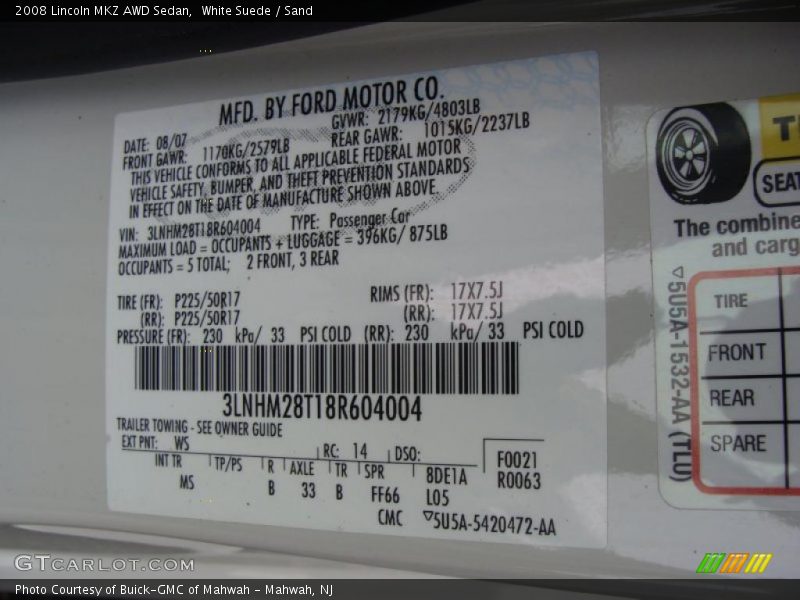 2008 Lincoln MKZ AWD Sedan,  White Suede / Sand
MFD. BY FORD MOTOR CO.
DATE: 08/07 GVWR: 2179KG/4803LB
FRONT GAWR: 1170KG/2579LB REAR GAWR: 1015KG/2237LB
THIS VEHICLE CONFORMS TO ALL APPLICABLE FEDERAL MOTOR
VEHICLE SAFETY, BUMPER, AND THEFT PREVENTION STANDARDS
IN EFFECT ON THE DATE OF MANUFACTURE SHOWN ABOVE.
VIN: 3LNHM28T18R604004 TYPE: Passenger Car
MAXIMUM LOAD = OCCUPANTS + LUGGAGE = 396KG/ 875LB
OCCUPANTS = 5 TOTAL; 2 FRONT, 3 REAR
TIRE (FR): P225/50R17 RIMS (FR): 17X7.5J
(RR): P225/50R17 (RR): 17X7.5J
PRESSURE (FR): 230 kPa/ 33 PSI COLD (RR): 230 kPa/ 33 PSI COLD
3LNHM28T18R604004
TRAILER TOWING - SEE OWNER GUIDE
EXT PNT: WS RC: 14 DSO: F0021
INT TR TP/PS R AXLE TR SPR 8DE1A R0063
MS B 33 B FF66 L05
CMC ▽5U5A-5420472-AA
SEAT
The combine
and carg
TIRE
FRONT
REAR
SPARE
▽5U5A-1532-AA (TLU)
GTCARLOT.COM
Photo Courtesy of Buick-GMC of Mahwah - Mahwah, NJ